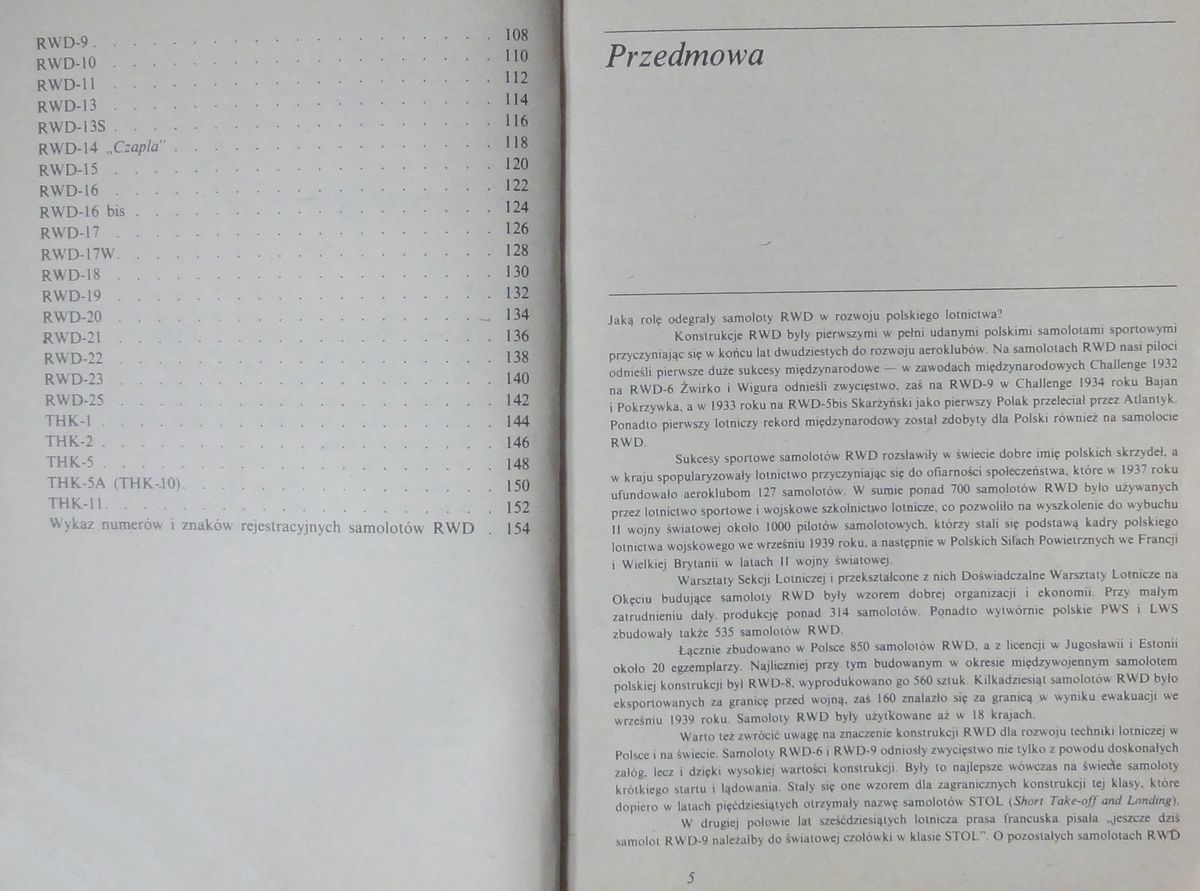 RWD-9 . . . . . . . . . . . . . . . . . . . . 108
RWD-10 . . . . . . . . . . . . . . . . . . . . 110
RWD-11 . . . . . . . . . . . . . . . . . . . . 112
RWD-13 . . . . . . . . . . . . . . . . . . . . 114
RWD-13S . . . . . . . . . . . . . . . . . . . . 116
RWD-14 „Czapla" . . . . . . . . . . . . . . . . . 118
RWD-15 . . . . . . . . . . . . . . . . . . . . 120
RWD-16 . . . . . . . . . . . . . . . . . . . . 122
RWD-16 bis . . . . . . . . . . . . . . . . . . . 124
RWD-17 . . . . . . . . . . . . . . . . . . . . 126
RWD-17W. . . . . . . . . . . . . . . . . . . . 128
RWD-18 . . . . . . . . . . . . . . . . . . . . 130
RWD-19 . . . . . . . . . . . . . . . . . . . . 132
RWD-20 . . . . . . . . . . . . . . . . . . . . 134
RWD-21 . . . . . . . . . . . . . . . . . . . . 136
RWD-22 . . . . . . . . . . . . . . . . . . . . 138
RWD-23 . . . . . . . . . . . . . . . . . . . . 140
RWD-25 . . . . . . . . . . . . . . . . . . . . 142
THK-1 . . . . . . . . . . . . . . . . . . . . 144
THK-2 . . . . . . . . . . . . . . . . . . . . 146
THK-5 . . . . . . . . . . . . . . . . . . . . 148
THK-5A (THK-10). . . . . . . . . . . . . . . . . 150
THK-11. . . . . . . . . . . . . . . . . . . . 152
Wykaz numerów i znaków rejestracyjnych samolotów RWD . 154
Przedmowa
Jaką rolę odegrały samoloty RWD w rozwoju polskiego lotnictwa?
Konstrukcje RWD były pierwszymi w pełni udanymi polskimi samolotami sportowymi
przyczyniając się w końcu lat dwudziestych do rozwoju aeroklubów. Na samolotach RWD nasi piloci
odnieśli pierwsze duże sukcesy międzynarodowe — w zawodach międzynarodowych Challenge 1932
na RWD-6 Żwirko i Wigura odnieśli zwycięstwo, zaś na RWD-9 w Challenge 1934 roku Bajan
i Pokrzywka, a w 1933 roku na RWD-5bis Skarżyński jako pierwszy Polak przeleciał przez Atlantyk.
Ponadto pierwszy lotniczy rekord międzynarodowy został zdobyty dla Polski również na samolocie
RWD.
Sukcesy sportowe samolotów RWD rozsławiły w świecie dobre imię polskich skrzydeł, a
w kraju spopularyzowały lotnictwo przyczyniając się do ofiarności społeczeństwa, które w 1937 roku
ufundowało aeroklubom 127 samolotów. W sumie ponad 700 samolotów RWD było używanych
przez lotnictwo sportowe i wojskowe szkolnictwo lotnicze, co pozwoliło na wyszkolenie do wybuchu
II wojny światowej około 1000 pilotów samolotowych, którzy stali się podstawą kadry polskiego
lotnictwa wojskowego we wrześniu 1939 roku, a następnie w Polskich Siłach Powietrznych we Francji
i Wielkiej Brytanii w latach II wojny światowej.
Warsztaty Sekcji Lotniczej i przekształcone z nich Doświadczalne Warsztaty Lotnicze na
Okęciu budujące samoloty RWD były wzorem dobrej organizacji i ekonomii. Przy małym
zatrudnieniu dały produkcję ponad 314 samolotów. Ponadto wytwórnie polskie PWS i LWS
zbudowały także 535 samolotów RWD.
Łącznie zbudowano w Polsce 850 samolotów RWD, a z licencji w Jugosławii i Estonii
około 20 egzemplarzy. Najliczniej przy tym budowanym w okresie międzywojennym samolotem
polskiej konstrukcji był RWD-8, wyprodukowano go 560 sztuk. Kilkadziesiąt samolotów RWD było
eksportowanych za granicę przed wojną, zaś 160 znalazło się za granicą w wyniku ewakuacji we
wrześniu 1939 roku. Samoloty RWD były użytkowane aż w 18 krajach.
Warto też zwrócić uwagę na znaczenie konstrukcji RWD dla rozwoju techniki lotniczej w
Polsce i na świecie. Samoloty RWD-6 i RWD-9 odniosły zwycięstwo nie tylko z powodu doskonałych
załóg, lecz i dzięki wysokiej wartości konstrukcji. Były to najlepsze wówczas na świecie samoloty
krótkiego startu i lądowania. Stały się one wzorem dla zagranicznych konstrukcji tej klasy, które
dopiero w latach pięćdziesiątych otrzymały nazwę samolotów STOL (Short Take-off and Landing).
W drugiej połowie lat sześćdziesiątych lotnicza prasa francuska pisała „jeszcze dziś
samolot RWD-9 należałby do światowej czołówki w klasie STOL". O pozostałych samolotach RWD
5